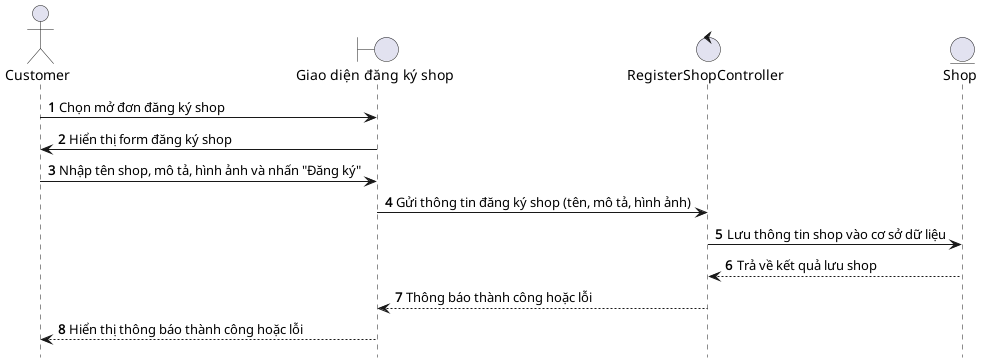 Customer
Giao diện đăng ký shop
RegisterShopController
Shop
1 Chọn mở đơn đăng ký shop
2 Hiển thị form đăng ký shop
3 Nhập tên shop, mô tả, hình ảnh và nhấn "Đăng ký"
4 Gửi thông tin đăng ký shop (tên, mô tả, hình ảnh)
5 Lưu thông tin shop vào cơ sở dữ liệu
6 Trả về kết quả lưu shop
7 Thông báo thành công hoặc lỗi
8 Hiển thị thông báo thành công hoặc lỗi